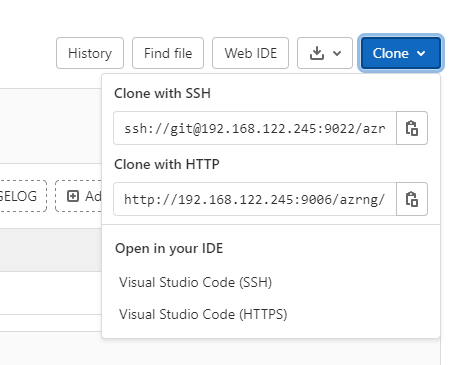 History Find file Web IDE Clone
Clone with SSH
ssh://git@192.168.122.245:9022/azr
Clone with HTTP
http://192.168.122.245:9006/azrng/
GELOG Ad
Open in your IDE
Visual Studio Code (SSH)
Visual Studio Code (HTTPS)